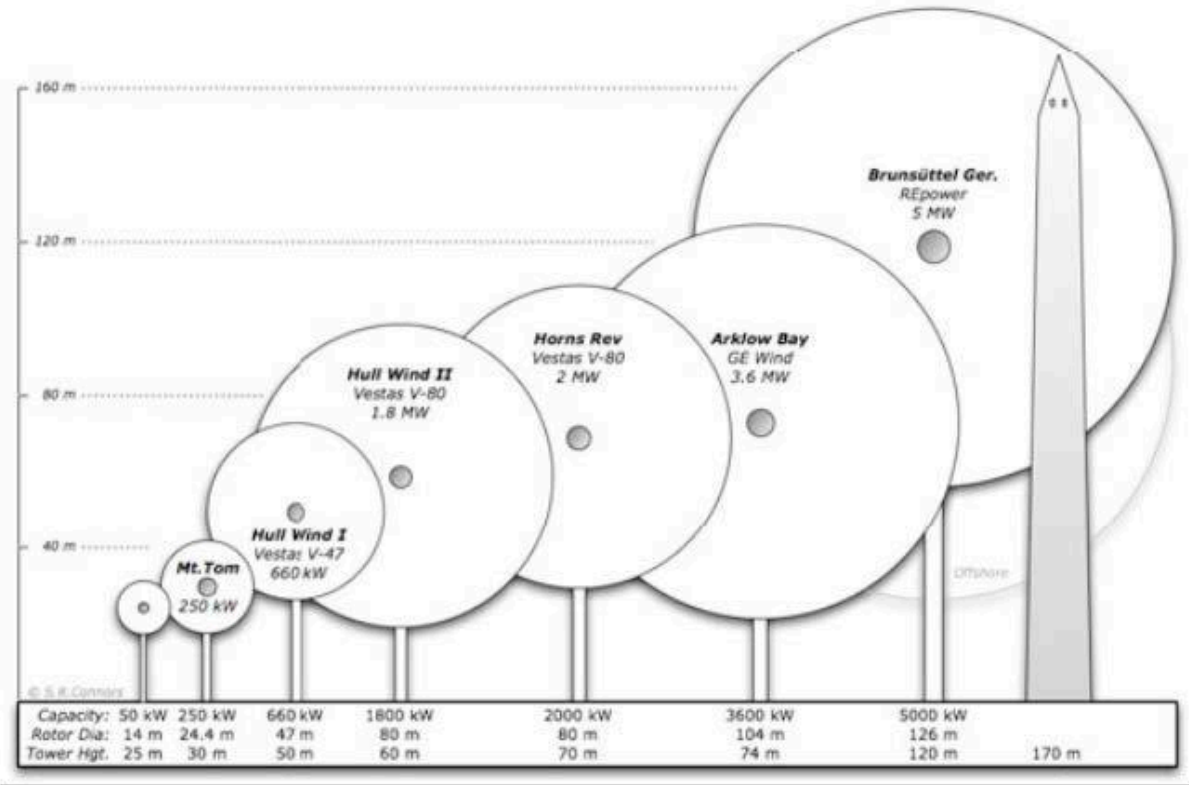 160 m
Brunsüttel Ger.
REpower
5 MW
120 m
Horns Rev
Vestas V-80
2 MW
Arklow Bay
GE Wind
3.6 MW
Hull Wind II
Vestas V-80
1.8 MW
80 m
Hull Wind I
Vestas V-47
660 kW
40 m
Mt.Tom
250 kW
Offshore
© S.R.Connors
Capacity: 50 kW 250 kW 660 kW 1800 kW 2000 kW 3600 kW 5000 kW
Rotor Dia: 14 m 24.4 m 47 m 80 m 80 m 104 m 126 m
Tower Hgt. 25 m 30 m 50 m 60 m 70 m 74 m 120 m 170 m